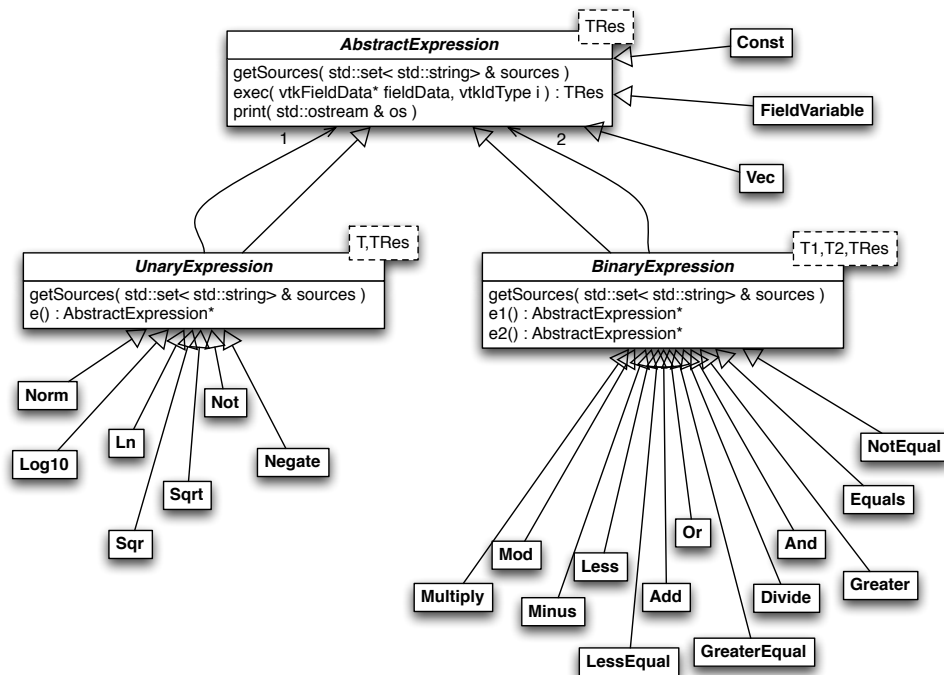 TRes
AbstractExpression
Const
getSources( std::set< std::string> & sources )
exec( vtkFieldData* fieldData, vtkIdType i ) : TRes
print( std::ostream & os )
FieldVariable
1
2
Vec
T,TRes
UnaryExpression
getSources( std::set< std::string> & sources )
e() : AbstractExpression*
T1,T2,TRes
BinaryExpression
getSources( std::set< std::string> & sources )
e1() : AbstractExpression*
e2() : AbstractExpression*
Norm
Not
Ln
Log10
Negate
Sqrt
Sqr
NotEqual
Equals
Or
And
Mod
Less
Greater
Multiply
Minus
Add
Divide
LessEqual
GreaterEqual